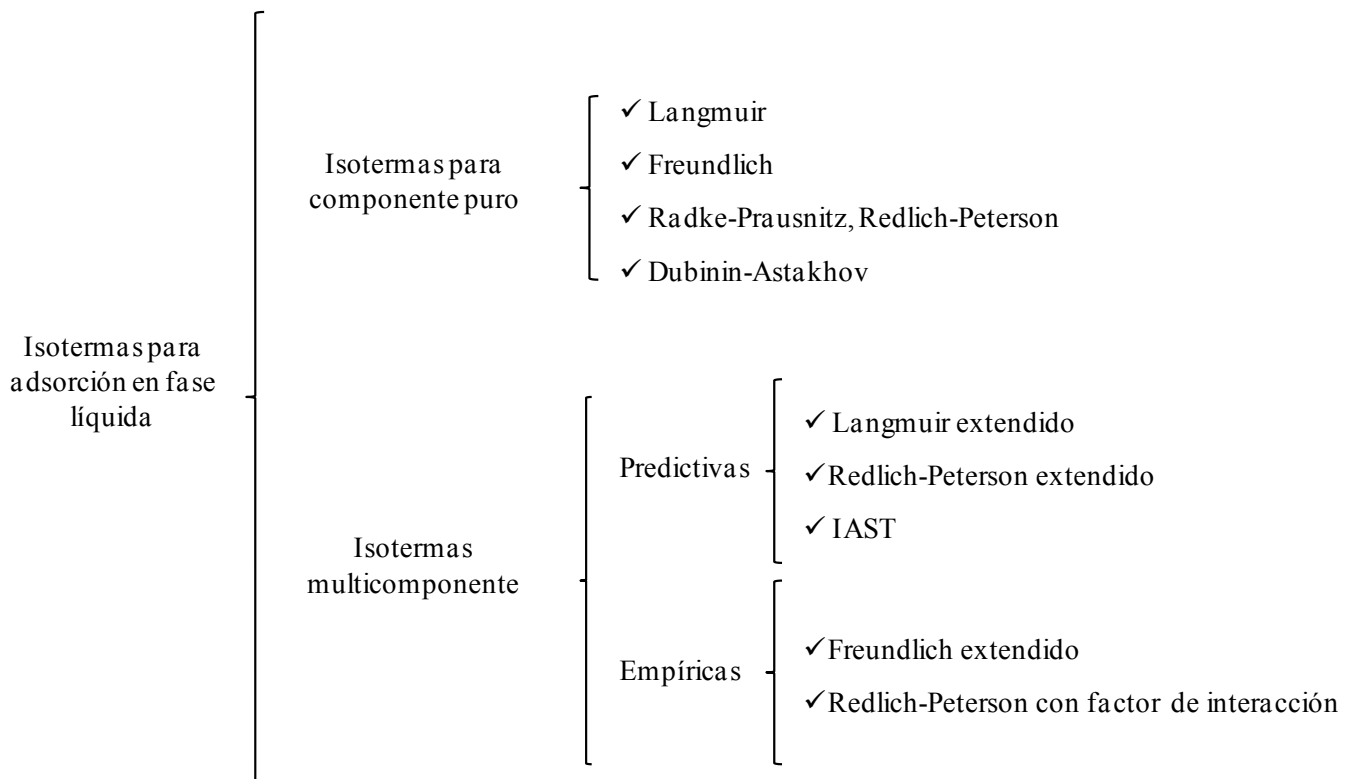 Isotermas para
adsorción en fase
líquida
Isotermas para
componente puro
✓ Langmuir
✓ Freundlich
✓ Radke-Prausnitz, Redlich-Peterson
✓ Dubinin-Astakhov
Isotermas
multicomponente
Predictivas
✓ Langmuir extendido
✓ Redlich-Peterson extendido
✓ IAST
Empíricas
✓ Freundlich extendido
✓ Redlich-Peterson con factor de interacción